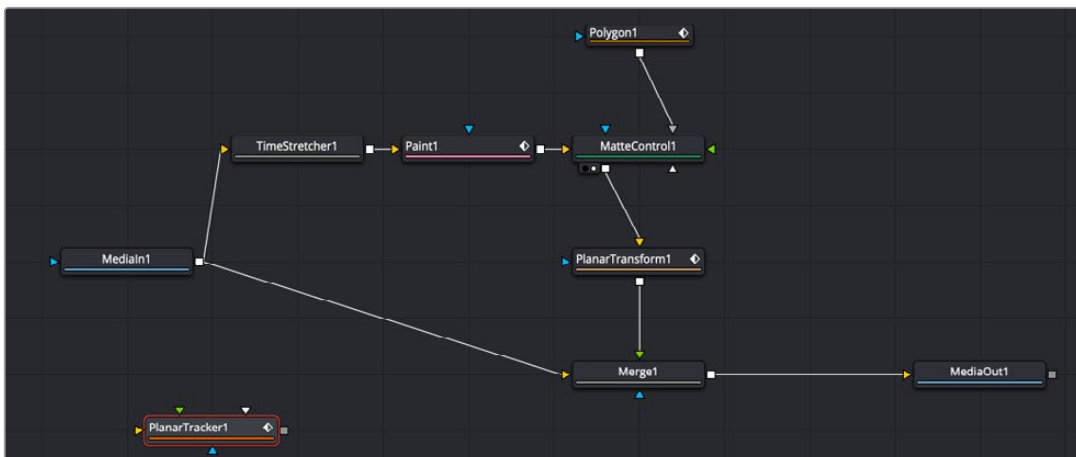 Polygon1
TimeStretcher1
Paint1
MatteControl1
MediaIn1
PlanarTransform1
Merge1
MediaOut1
PlanarTracker1